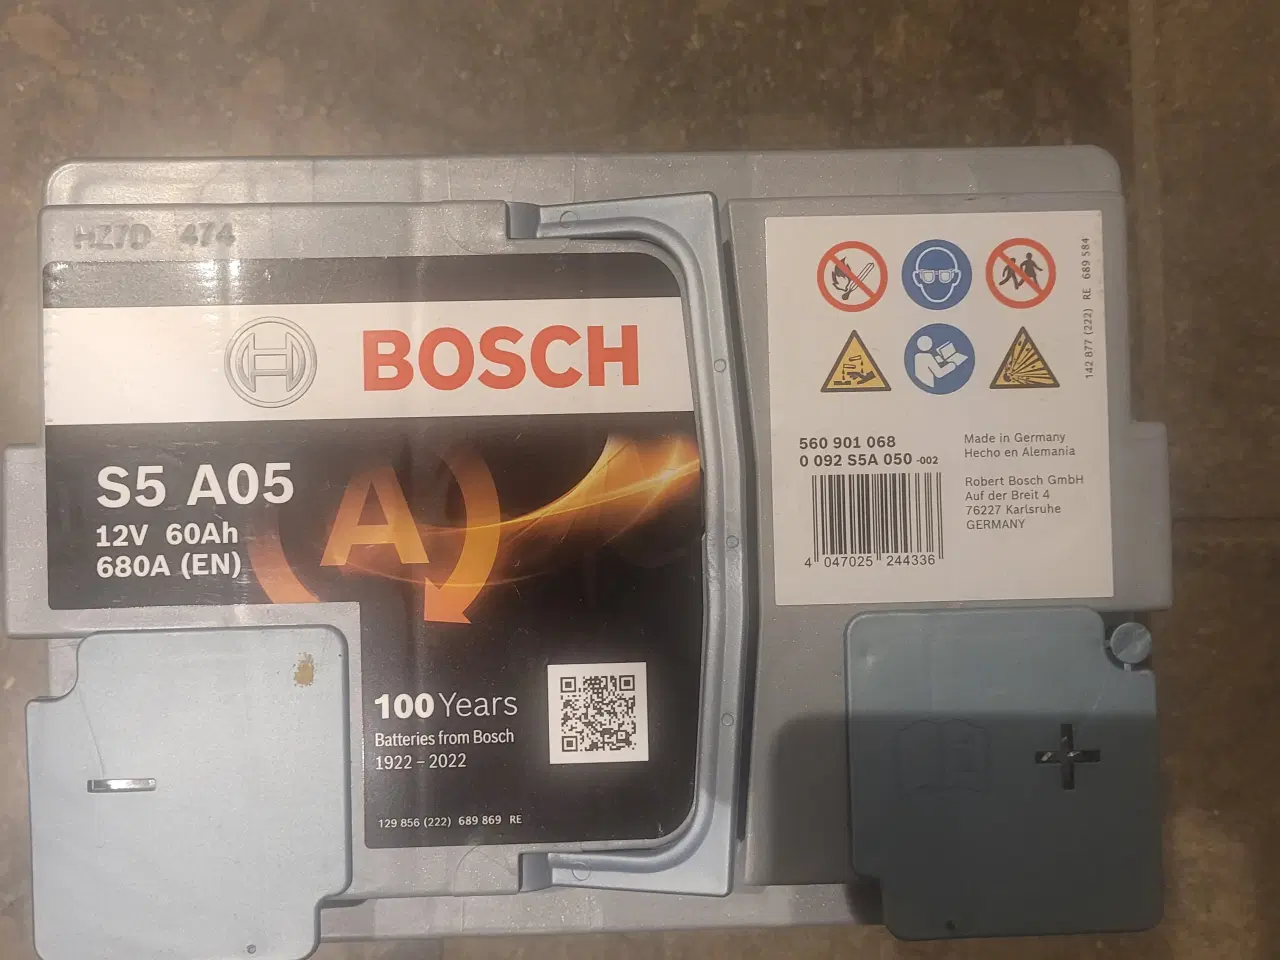 HZ7D 474
BOSCH
S5 A05
12V 60Ah
680A (EN)
A
100 Years
Batteries from Bosch
1922 – 2022
129 856 (222) 689 869 RE
142 877 (222) RE 689 584
560 901 068
0 092 S5A 050 -002
4 047025 244336
Made in Germany
Hecho en Alemania
Robert Bosch GmbH
Auf der Breit 4
76227 Karlsruhe
GERMANY